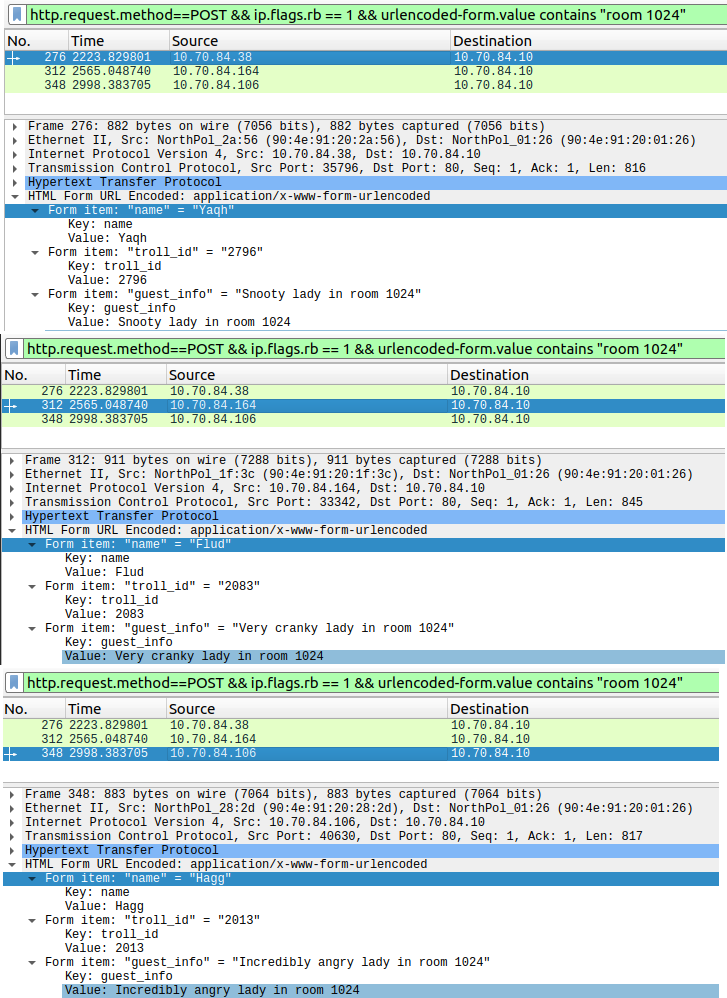 http.request.method==POST && ip.flags.rb == 1 && urlencoded-form.value contains "room 1024"
No. Time Source Destination
276 2223.829801 10.70.84.38 10.70.84.10
312 2565.048740 10.70.84.164 10.70.84.10
348 2998.383705 10.70.84.106 10.70.84.10
Frame 276: 882 bytes on wire (7056 bits), 882 bytes captured (7056 bits)
Ethernet II, Src: NorthPol_2a:56 (90:4e:91:20:2a:56), Dst: NorthPol_01:26 (90:4e:91:20:01:26)
Internet Protocol Version 4, Src: 10.70.84.38, Dst: 10.70.84.10
Transmission Control Protocol, Src Port: 35796, Dst Port: 80, Seq: 1, Ack: 1, Len: 816
Hypertext Transfer Protocol
HTML Form URL Encoded: application/x-www-form-urlencoded
Form item: "name" = "Yaqh"
Key: name
Value: Yaqh
Form item: "troll_id" = "2796"
Key: troll_id
Value: 2796
Form item: "guest_info" = "Snooty lady in room 1024"
Key: guest_info
Value: Snooty lady in room 1024
http.request.method==POST && ip.flags.rb == 1 && urlencoded-form.value contains "room 1024"
No. Time Source Destination
276 2223.829801 10.70.84.38 10.70.84.10
312 2565.048740 10.70.84.164 10.70.84.10
348 2998.383705 10.70.84.106 10.70.84.10
Frame 312: 911 bytes on wire (7288 bits), 911 bytes captured (7288 bits)
Ethernet II, Src: NorthPol_1f:3c (90:4e:91:20:1f:3c), Dst: NorthPol_01:26 (90:4e:91:20:01:26)
Internet Protocol Version 4, Src: 10.70.84.164, Dst: 10.70.84.10
Transmission Control Protocol, Src Port: 33342, Dst Port: 80, Seq: 1, Ack: 1, Len: 845
Hypertext Transfer Protocol
HTML Form URL Encoded: application/x-www-form-urlencoded
Form item: "name" = "Flud"
Key: name
Value: Flud
Form item: "troll_id" = "2083"
Key: troll_id
Value: 2083
Form item: "guest_info" = "Very cranky lady in room 1024"
Key: guest_info
Value: Very cranky lady in room 1024
http.request.method==POST && ip.flags.rb == 1 && urlencoded-form.value contains "room 1024"
No. Time Source Destination
276 2223.829801 10.70.84.38 10.70.84.10
312 2565.048740 10.70.84.164 10.70.84.10
348 2998.383705 10.70.84.106 10.70.84.10
Frame 348: 883 bytes on wire (7064 bits), 883 bytes captured (7064 bits)
Ethernet II, Src: NorthPol_28:2d (90:4e:91:20:28:2d), Dst: NorthPol_01:26 (90:4e:91:20:01:26)
Internet Protocol Version 4, Src: 10.70.84.106, Dst: 10.70.84.10
Transmission Control Protocol, Src Port: 40630, Dst Port: 80, Seq: 1, Ack: 1, Len: 817
Hypertext Transfer Protocol
HTML Form URL Encoded: application/x-www-form-urlencoded
Form item: "name" = "Hagg"
Key: name
Value: Hagg
Form item: "troll_id" = "2013"
Key: troll_id
Value: 2013
Form item: "guest_info" = "Incredibly angry lady in room 1024"
Key: guest_info
Value: Incredibly angry lady in room 1024